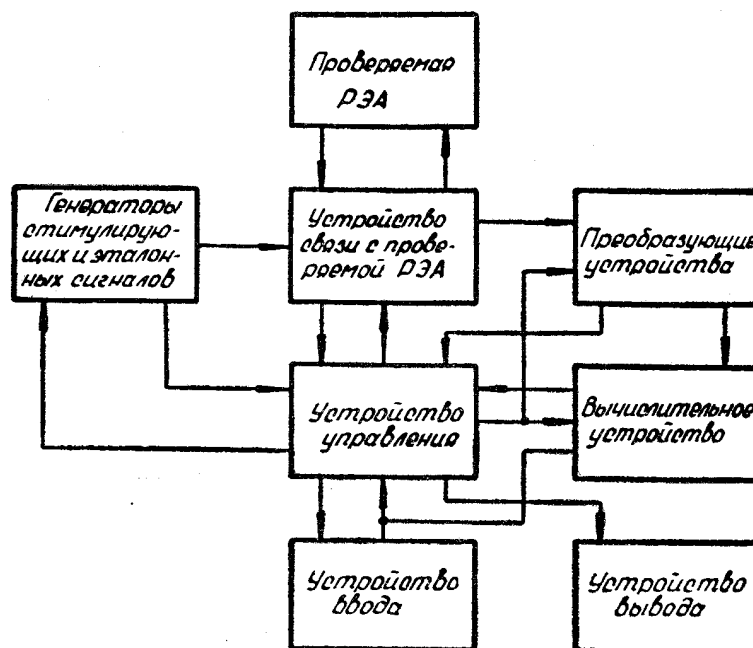 Проверяемая
РЭА
Генераторы
стимулирую-
щих и эталон-
ных сигналов
Устройство
связи с прове-
ряемой РЭА
Преобразующие
устройства
Устройство
управления
Вычислительное
устройство
Устройство
ввода
Устройство
вывода